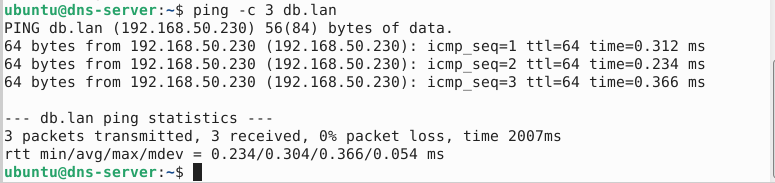 ubuntu@dns-server:~$ ping -c 3 db.lan
PING db.lan (192.168.50.230) 56(84) bytes of data.
64 bytes from 192.168.50.230 (192.168.50.230): icmp_seq=1 ttl=64 time=0.312 ms
64 bytes from 192.168.50.230 (192.168.50.230): icmp_seq=2 ttl=64 time=0.234 ms
64 bytes from 192.168.50.230 (192.168.50.230): icmp_seq=3 ttl=64 time=0.366 ms

--- db.lan ping statistics ---
3 packets transmitted, 3 received, 0% packet loss, time 2007ms
rtt min/avg/max/mdev = 0.234/0.304/0.366/0.054 ms
ubuntu@dns-server:~$